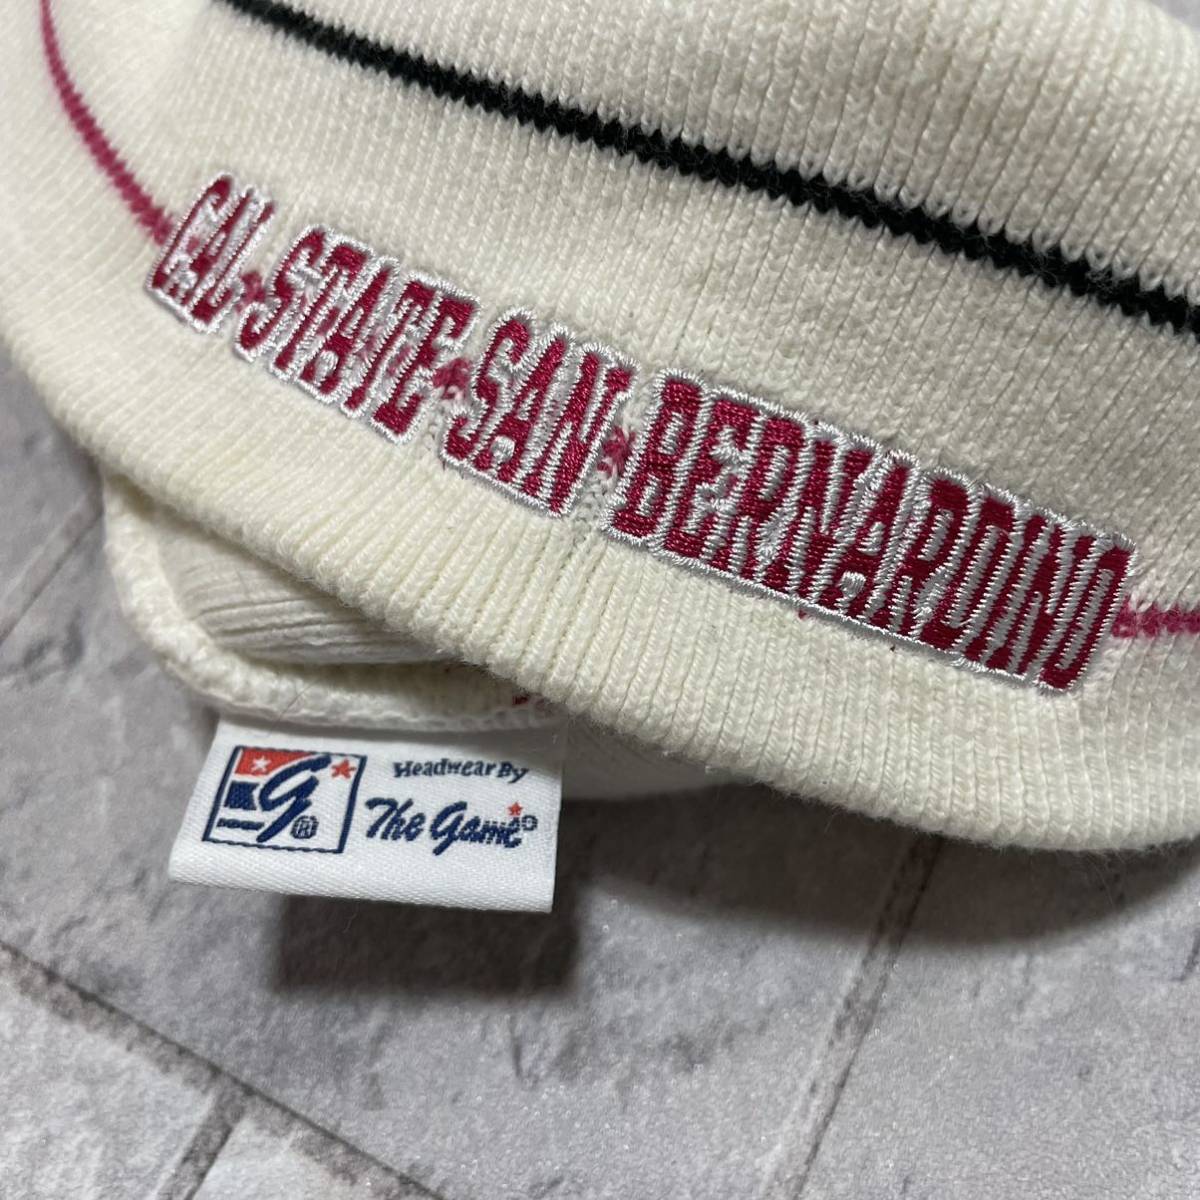 CAL STATE SAN BERNARDINO
G®
Headwear By
The Game®